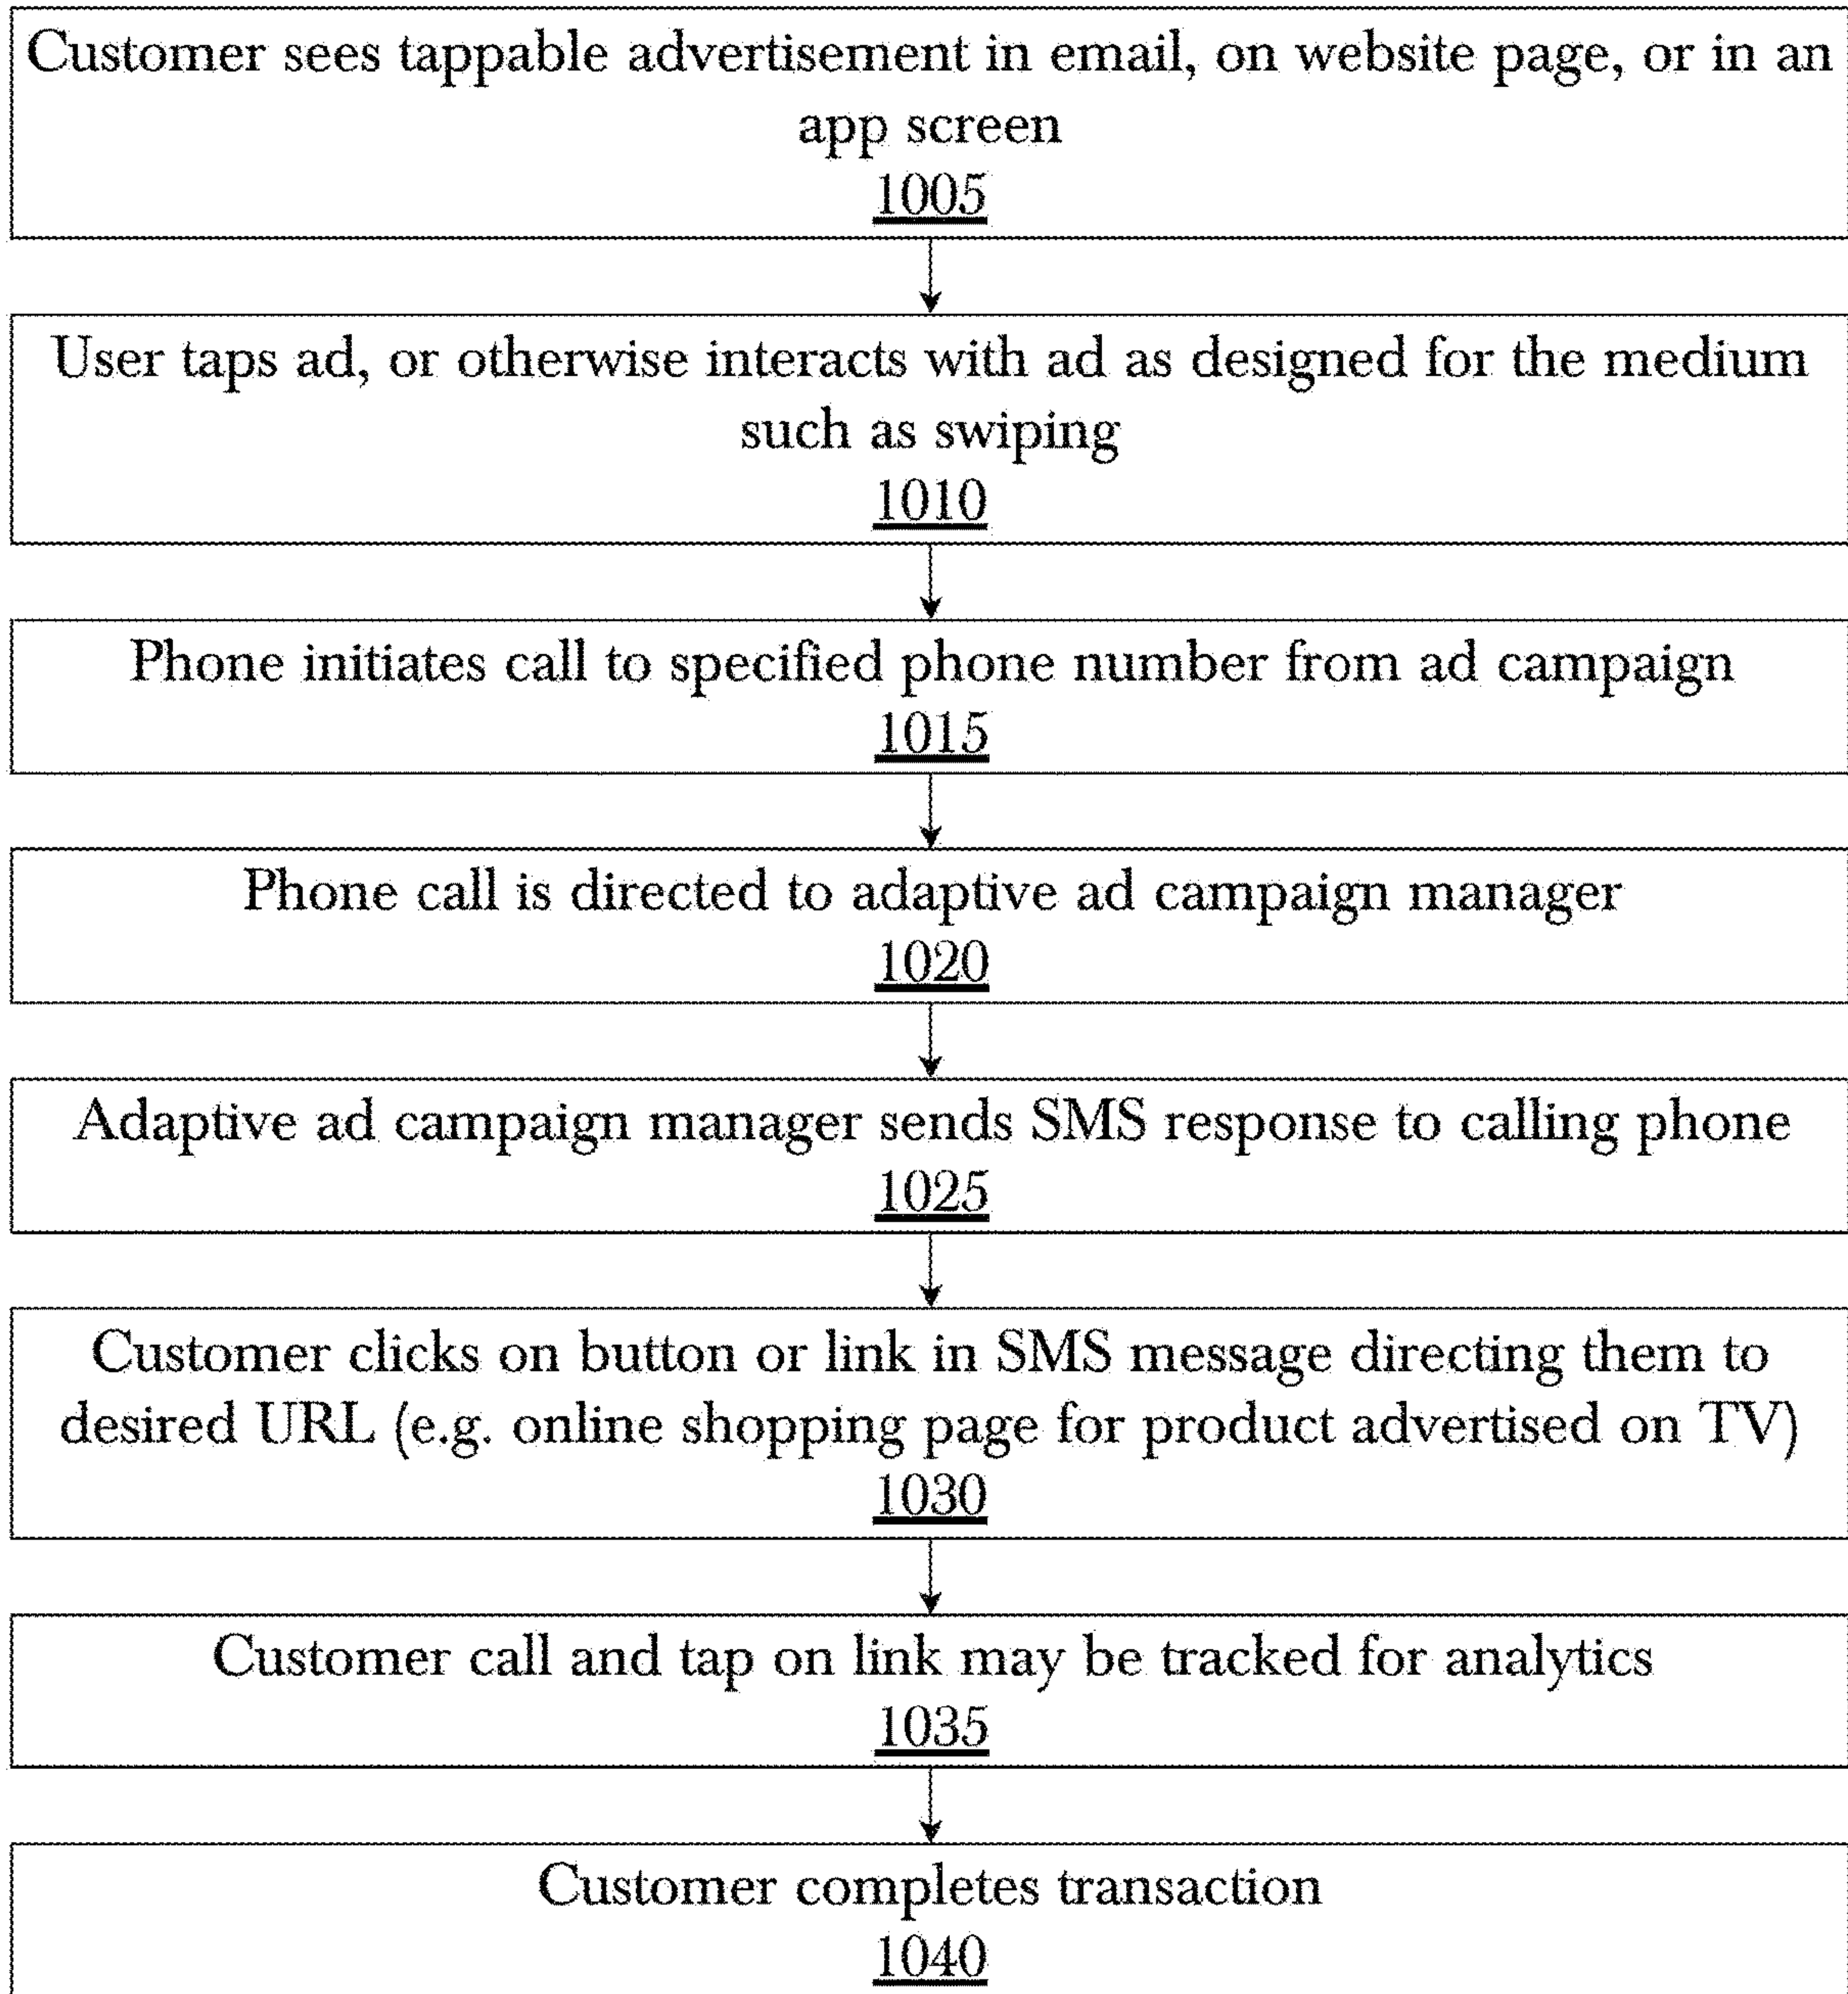 Customer sees tappable advertisement in email, on website page, or in an
app screen
1005
User taps ad, or otherwise interacts with ad as designed for the medium
such as swiping
1010
Phone initiates call to specified phone number from ad campaign
1015
Phone call is directed to adaptive ad campaign manager
1020
Adaptive ad campaign manager sends SMS response to calling phone
1025
Customer clicks on button or link in SMS message directing them to
desired URL (e.g. online shopping page for product advertised on TV)
1030
Customer call and tap on link may be tracked for analytics
1035
Customer completes transaction
1040